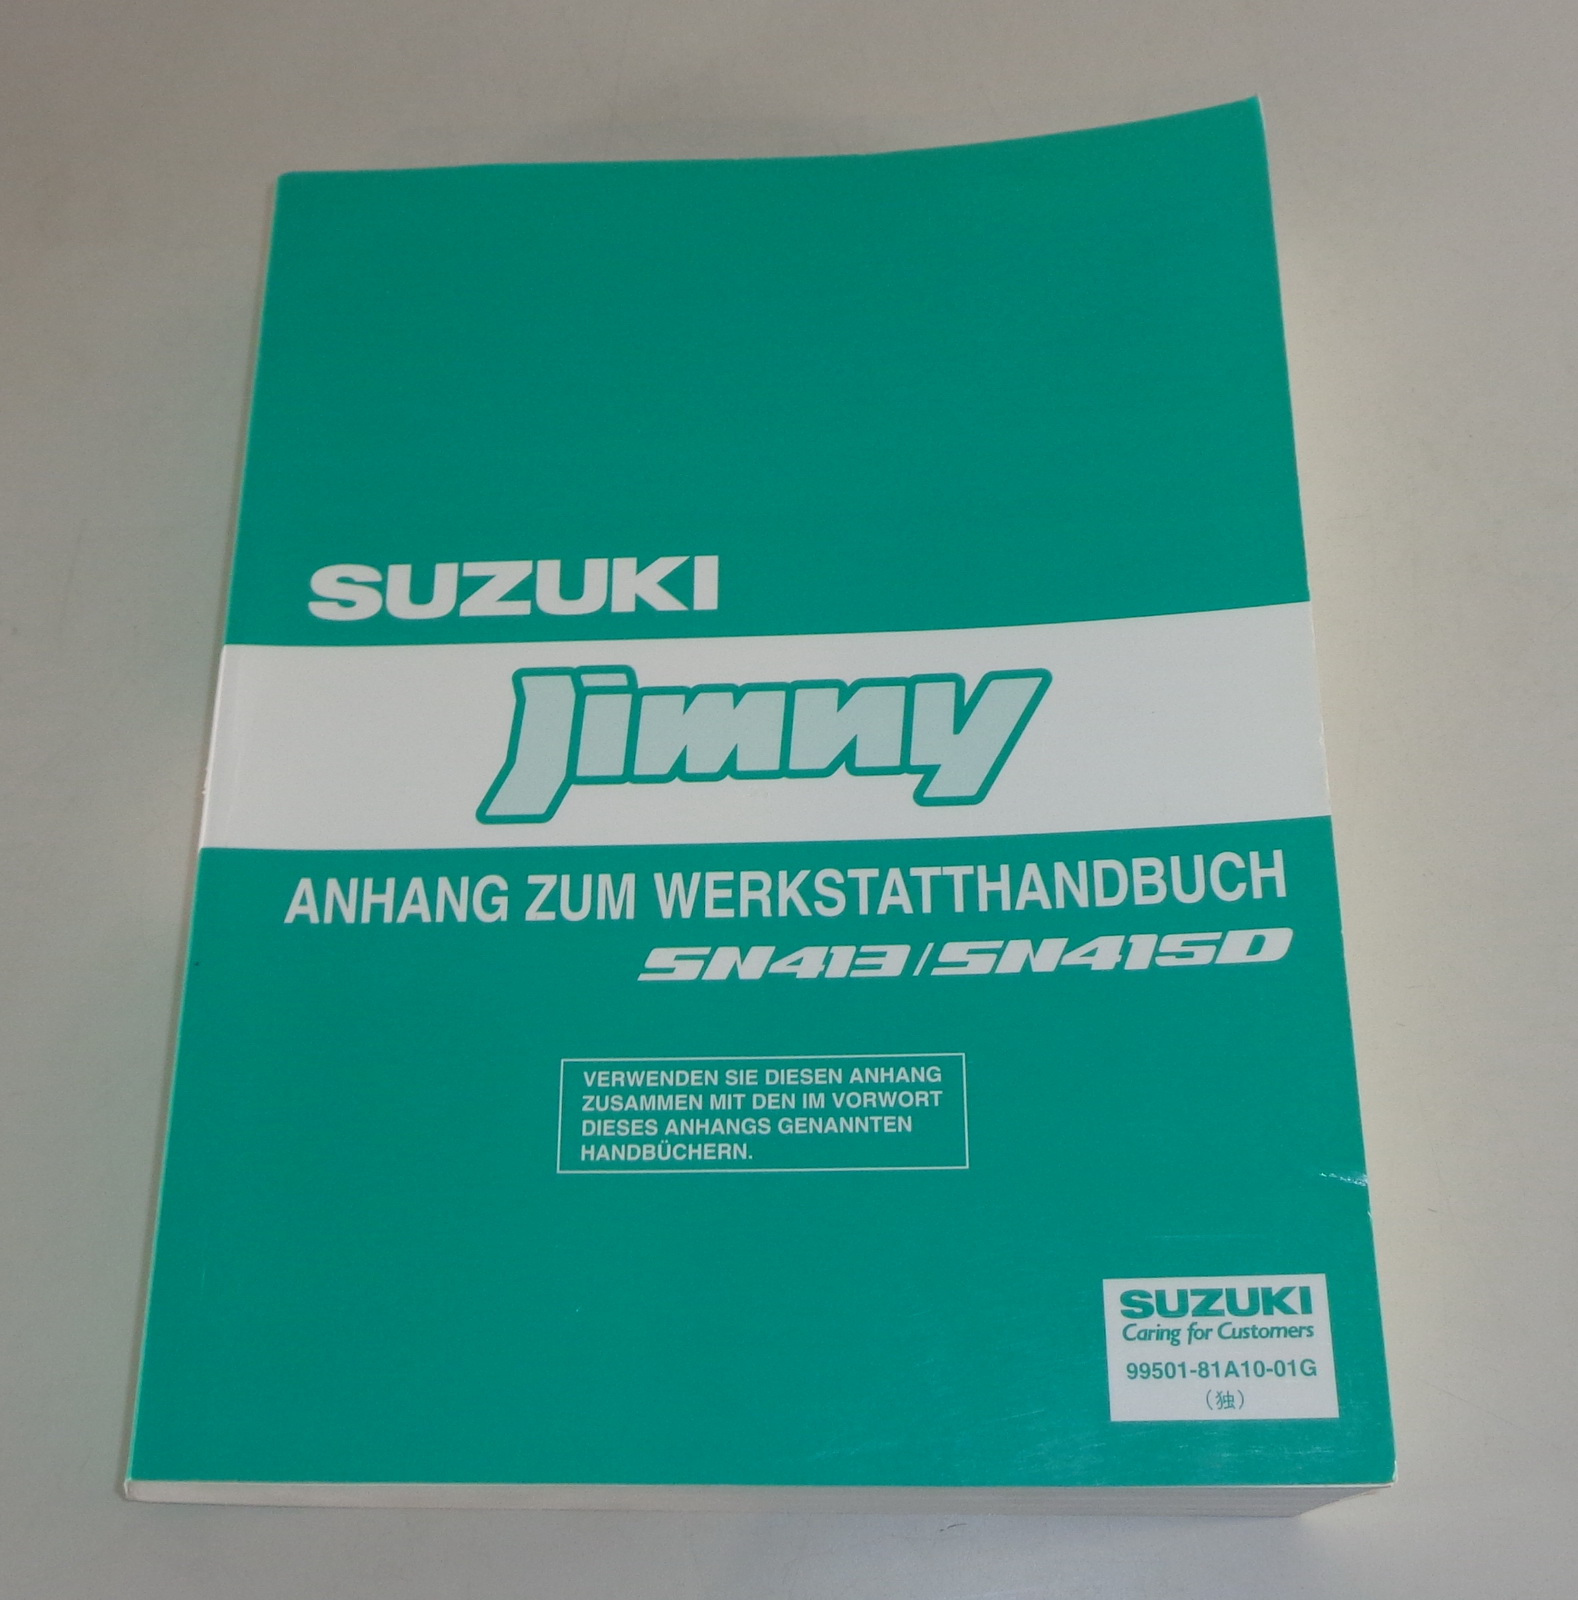 SUZUKI
Jimny
ANHANG ZUM WERKSTATTHANDBUCH
SN413/SN415D
VERWENDEN SIE DIESEN ANHANG
ZUSAMMEN MIT DEN IM VORWORT
DIESES ANHANGS GENANNTEN
HANDBÜCHERN.
SUZUKI
Caring for Customers
99501-81A10-01G
（独）